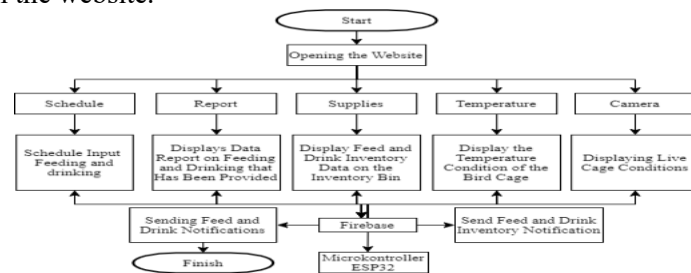 the website.
Start
Opening the Website
Schedule
Report
Supplies
Temperature
Camera
Schedule Input
Feeding and
drinking
Displays Data
Report on Feeding
and Drinking that
Has Been Provided
Display Feed and
Drink Inventory
Data on the
Inventory Bin
Display the
Temperature
Condition of the
Bird Cage
Displaying Live
Cage Conditions
Sending Feed and
Drink Notifications
Firebase
Send Feed and Drink
Inventory Notification
Finish
Microkontroller
ESP32